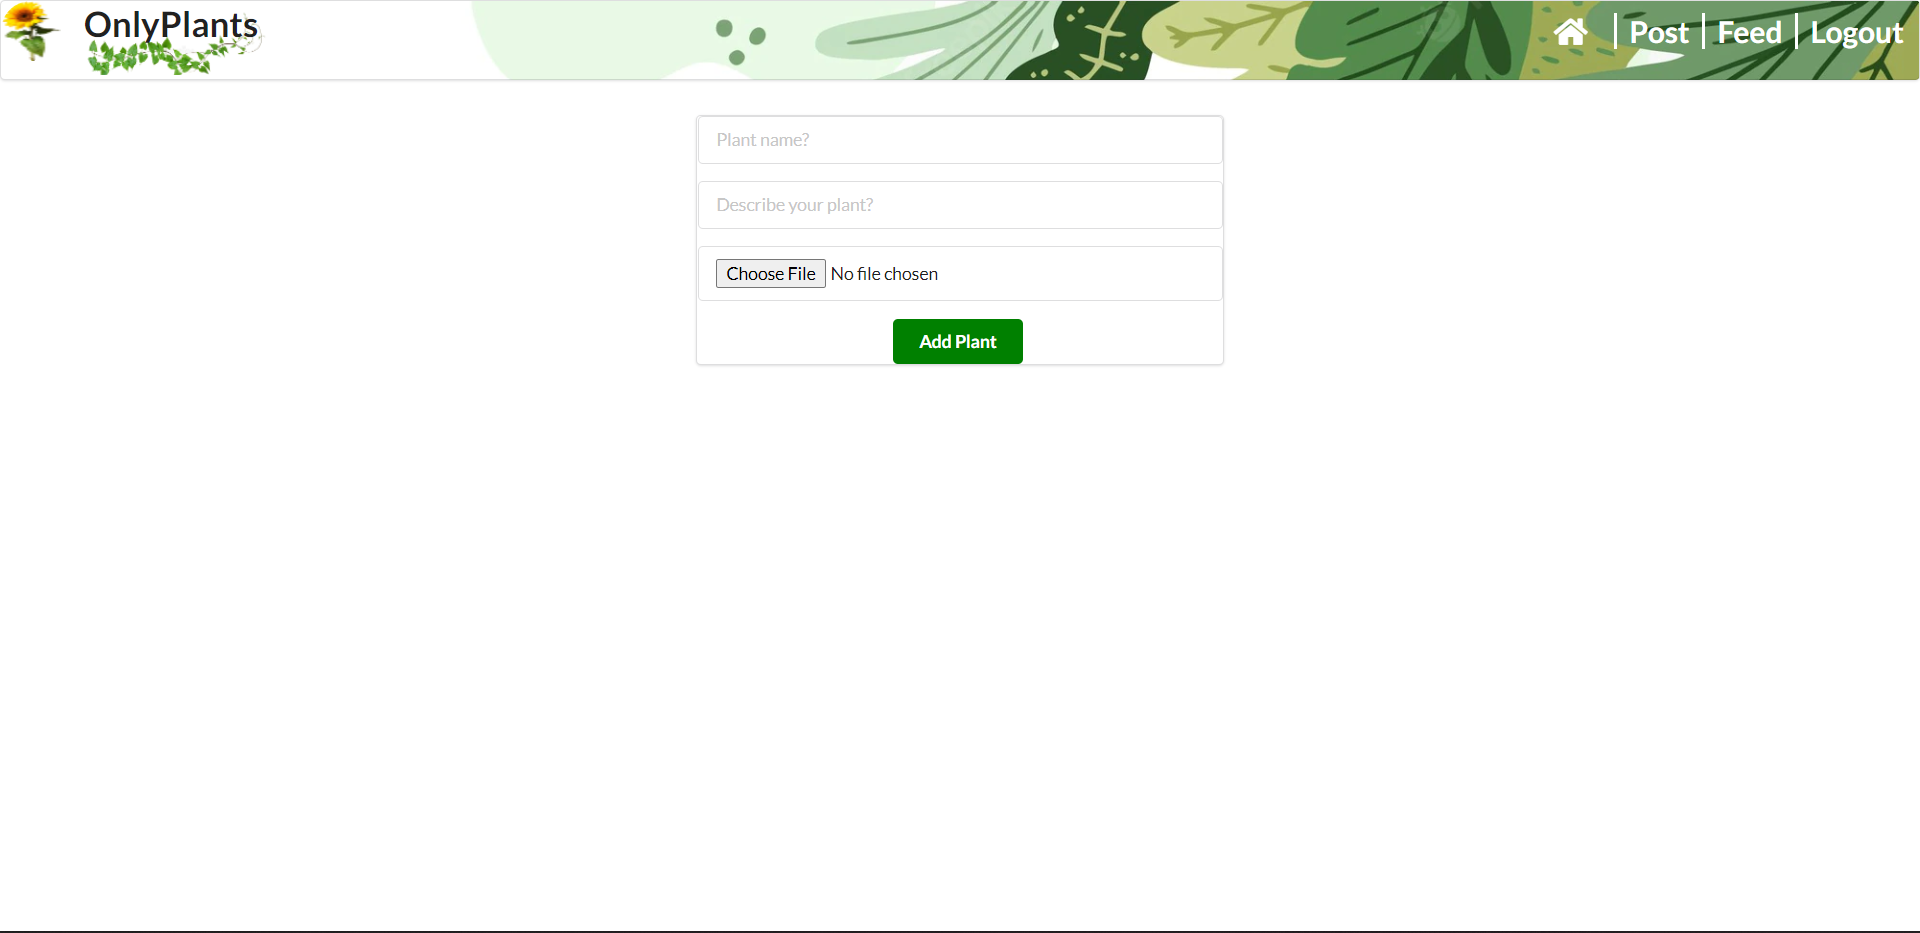 OnlyPlants
Post Feed Logout
Plant name?
Describe your plant?
Choose File No file chosen
Add Plant